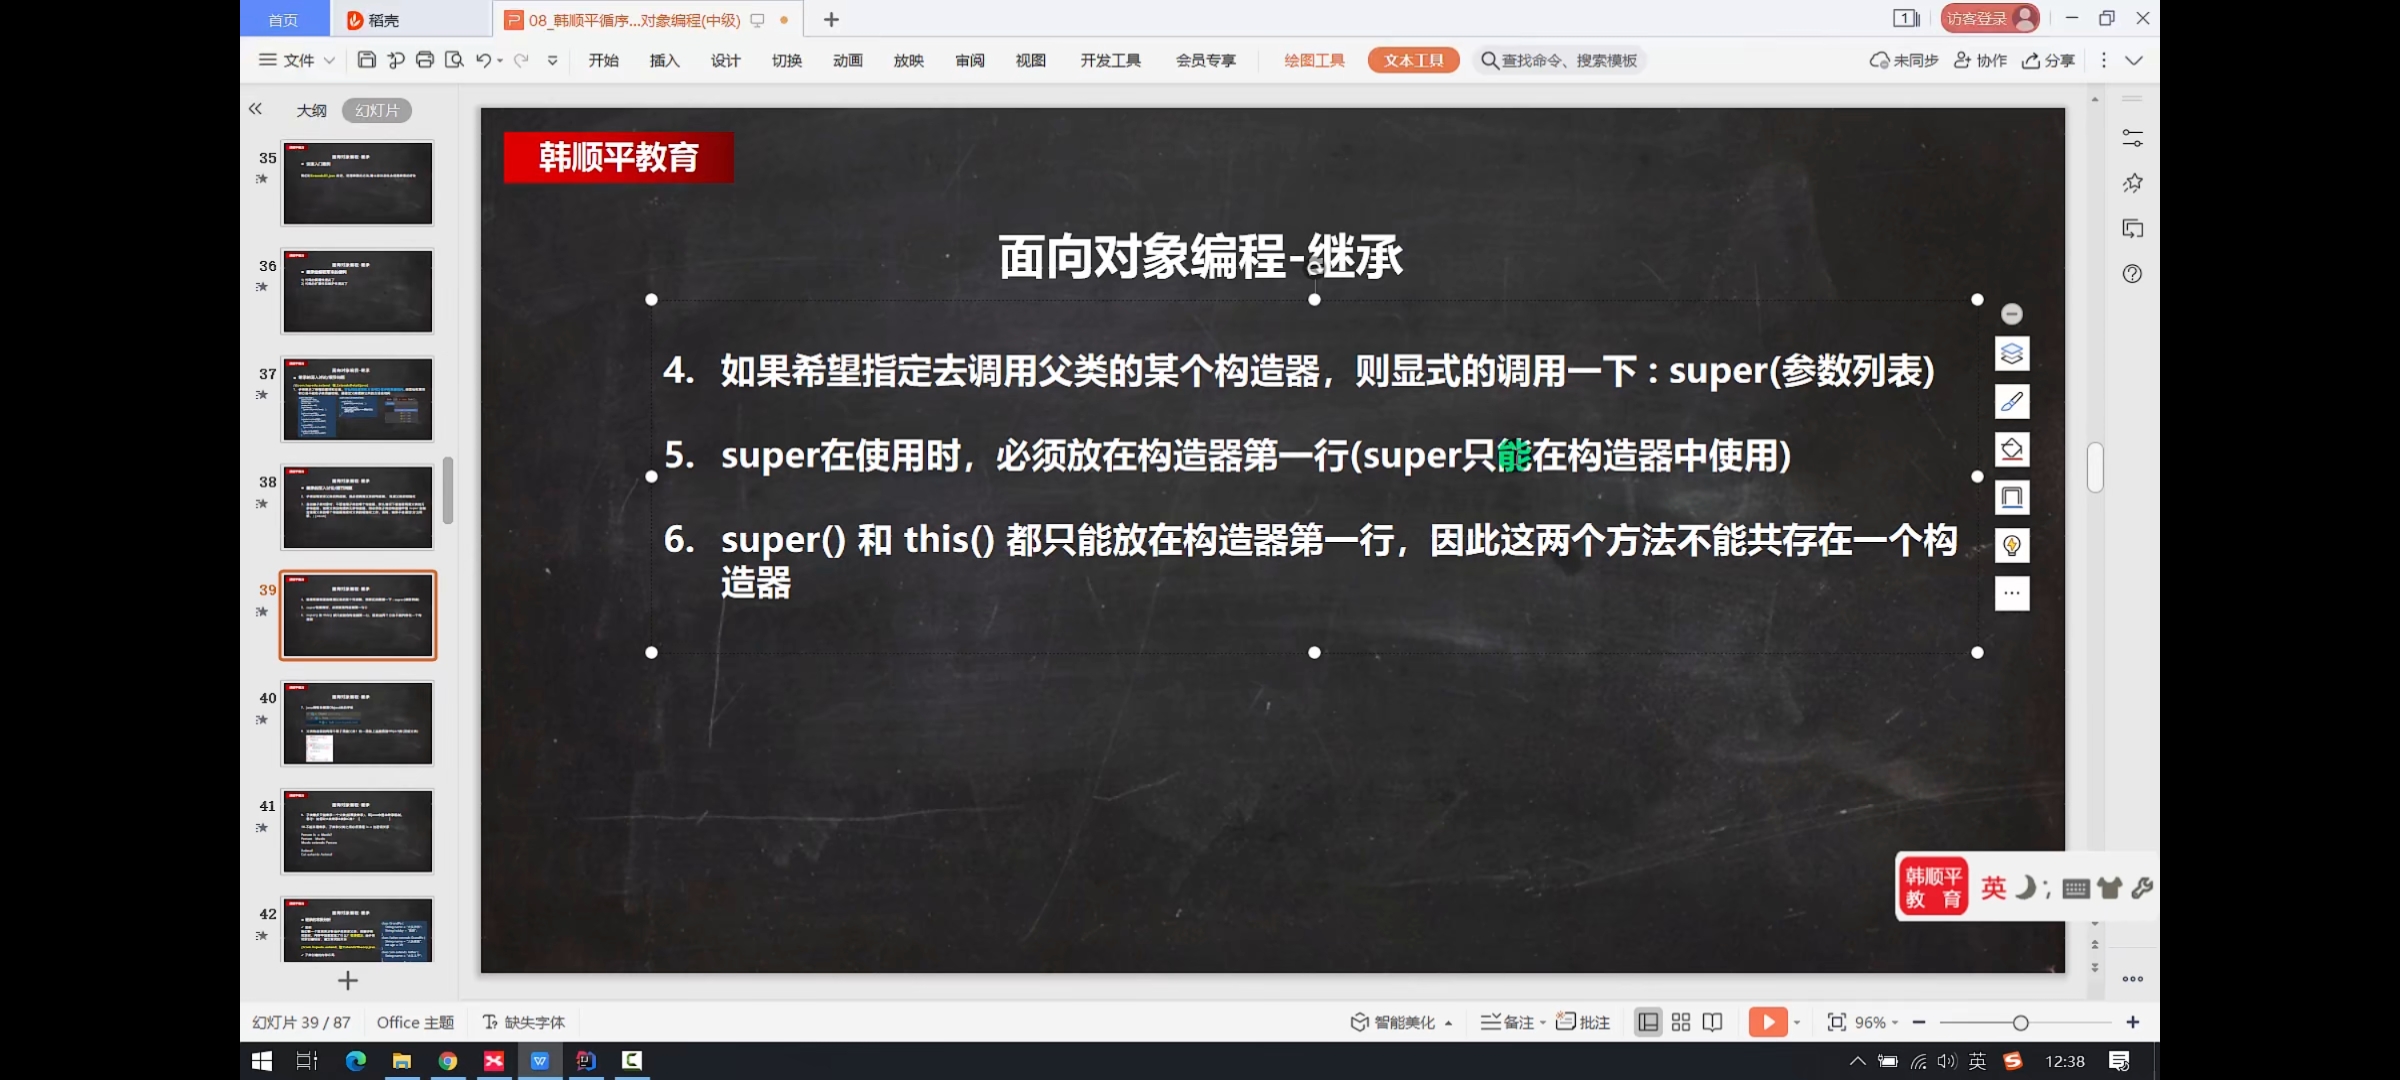 首页
稻壳
08_韩顺平循序...对象编程(中级)
1
访客登录
文件
开始
插入
设计
切换
动画
放映
审阅
视图
开发工具
会员专享
绘图工具
文本工具
查找命令、搜索模板
未同步
协作
分享
大纲
幻灯片
35
36
37
38
39
40
41
42
韩顺平教育
面向对象编程-继承
4. 如果希望指定去调用父类的某个构造器，则显式的调用一下 : super(参数列表)
5. super在使用时，必须放在构造器第一行(super只能在构造器中使用)
6. super() 和 this() 都只能放在构造器第一行，因此这两个方法不能共存在一个构
造器
韩顺平
教 育
英
幻灯片 39 / 87
Office 主题
缺失字体
智能美化
备注
批注
96%
英
12:38